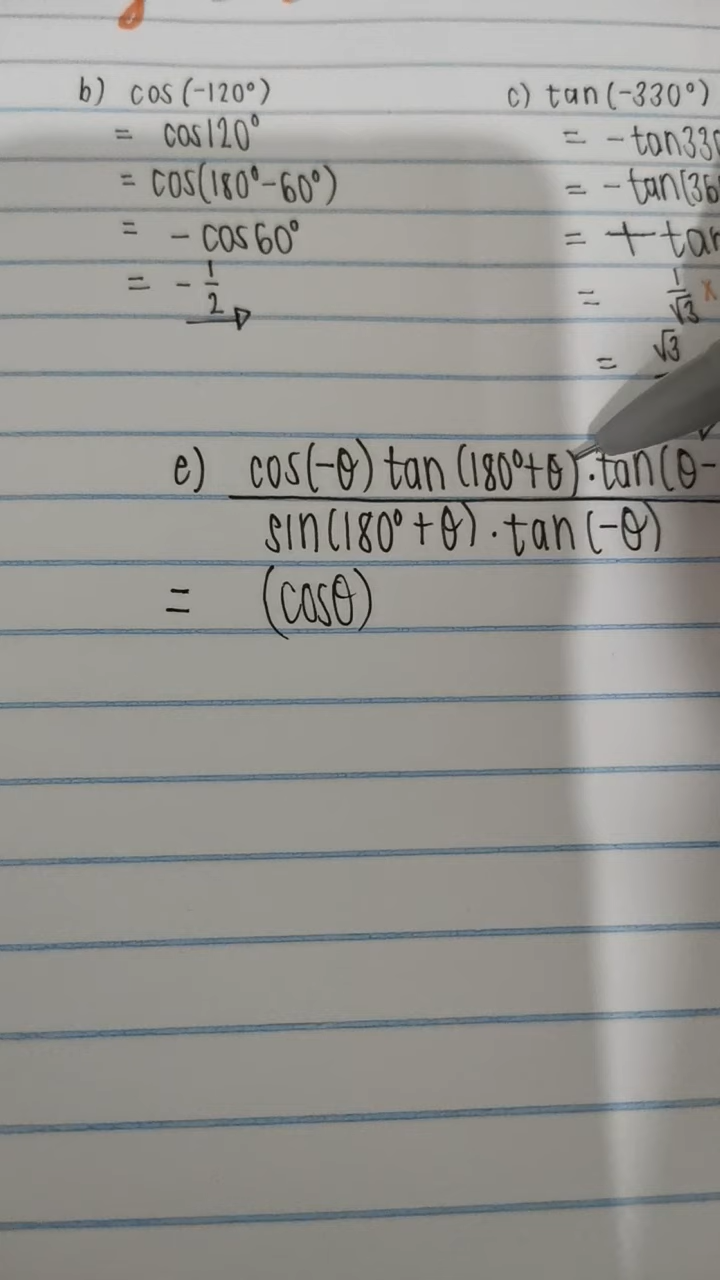 b) cos(-120°)
= cos120°
= cos(180°-60°)
= -cos60°
= -1/2
c) tan(-330°)
= -tan33
= -tan(36
= +tan
= 1/√3 ×
= √3
e) cos(-θ) tan(180°+θ).tan(θ-
sin(180°+θ).tan(-θ)
= (cosθ)